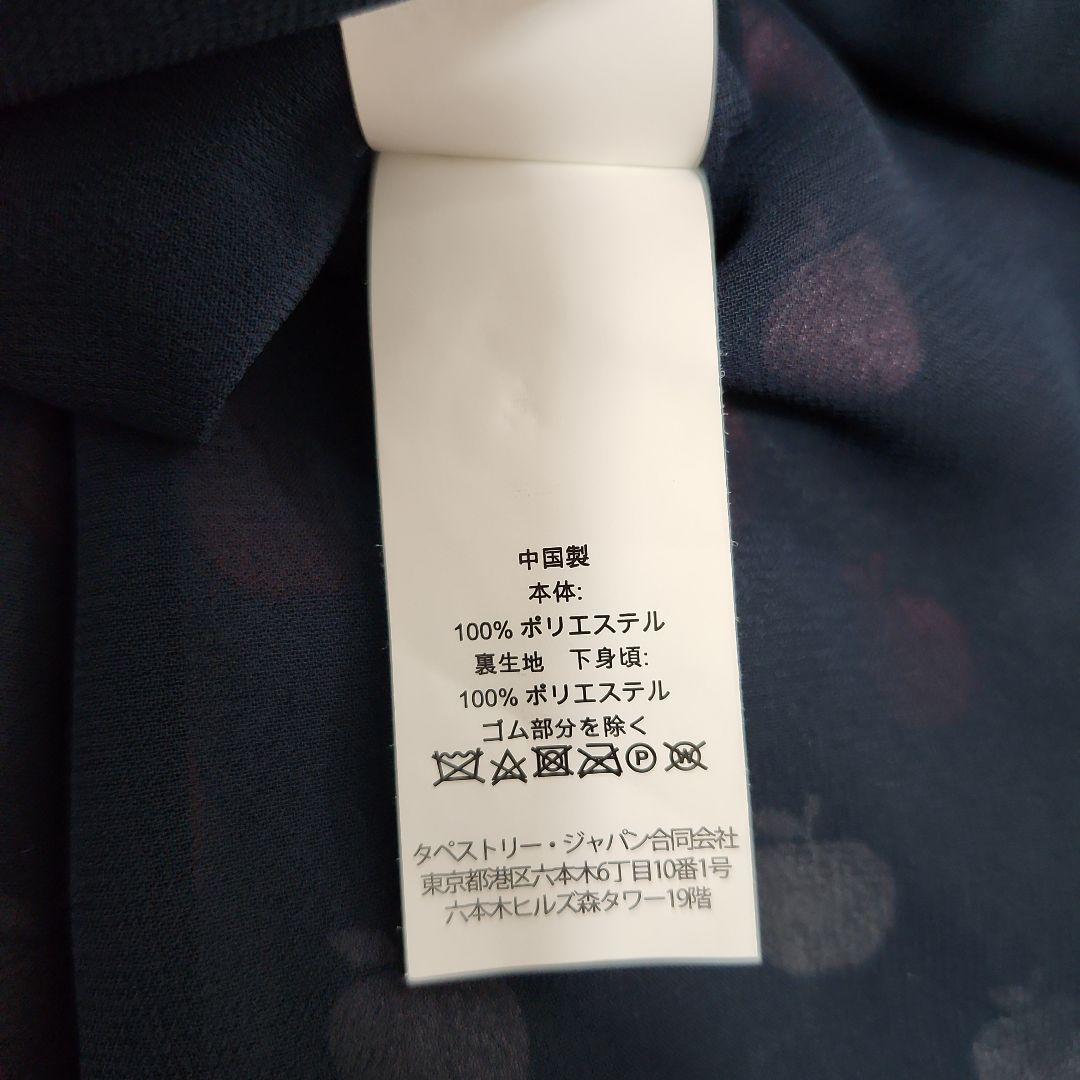 中国製
本体:
100% ポリエステル
裏生地　下身頃:
100% ポリエステル
ゴム部分を除く
P W
タペストリー・ジャパン合同会社
東京都港区六本木6丁目10番1号
六本木ヒルズ森タワー19階